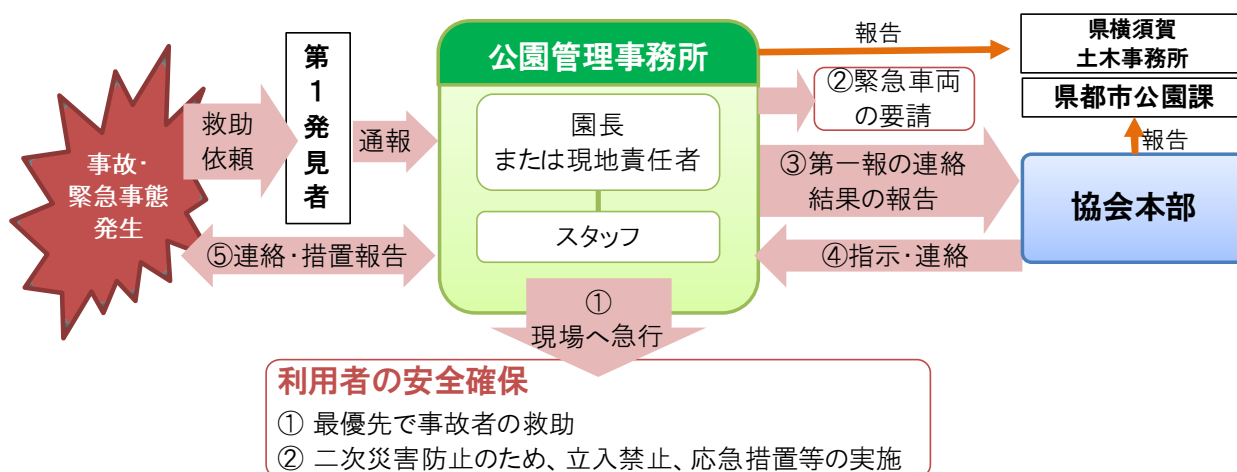 事故・
緊急事態
発生
救助
依頼
第1発見者
通報
公園管理事務所
園長
または現地責任者
スタッフ
報告
県横須賀
土木事務所
県都市公園課
②緊急車両
の要請
報告
③第一報の連絡
結果の報告
協会本部
④指示・連絡
⑤連絡・措置報告
①
現場へ急行
利用者の安全確保
① 最優先で事故者の救助
② 二次災害防止のため、立入禁止、応急措置等の実施